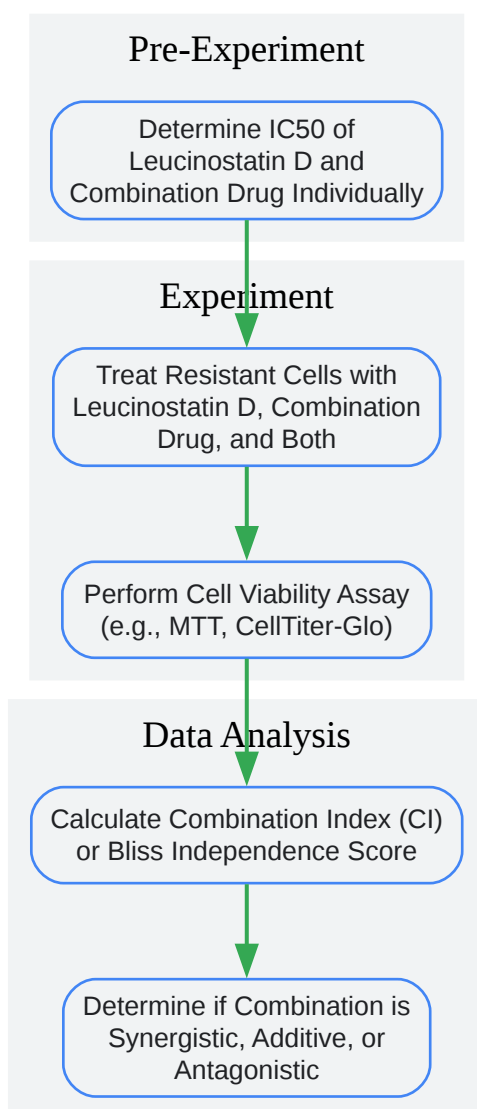 Pre-Experiment
Determine IC50 of
Leucinostatin D and
Combination Drug Individually
Experiment
Treat Resistant Cells with
Leucinostatin D, Combination
Drug, and Both
Perform Cell Viability Assay
(e.g., MTT, CellTiter-Glo)
Data Analysis
Calculate Combination Index (CI)
or Bliss Independence Score
Determine if Combination is
Synergistic, Additive, or
Antagonistic